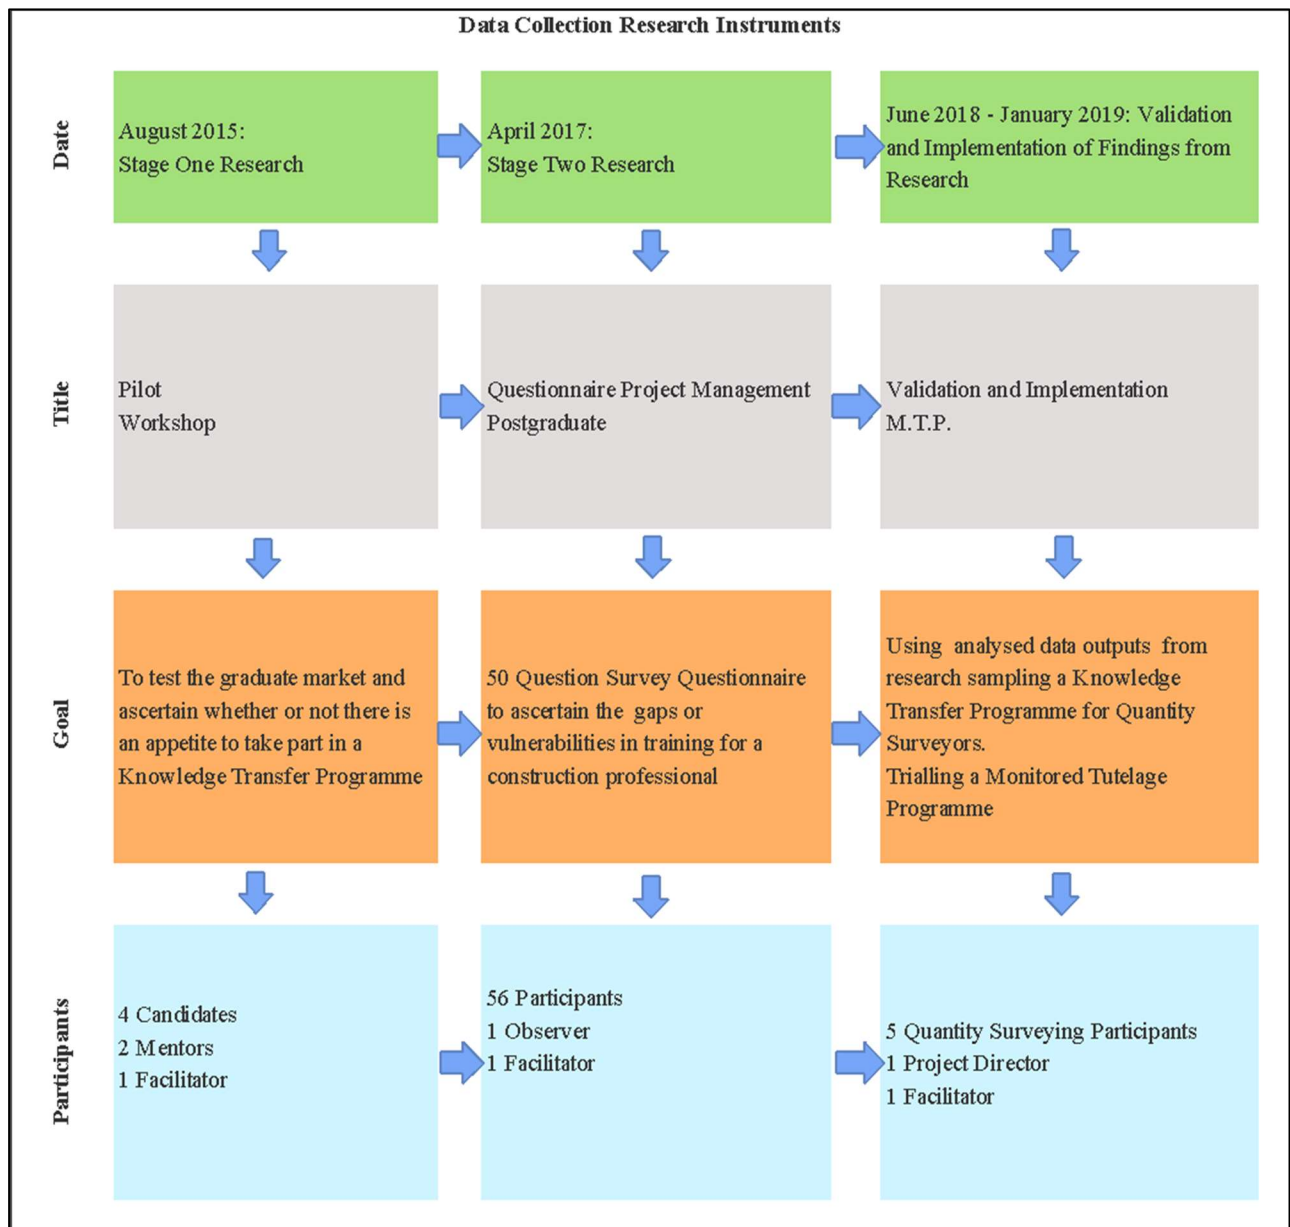 Data Collection Research Instruments
Date
August 2015:
Stage One Research
April 2017:
Stage Two Research
June 2018 - January 2019: Validation
and Implementation of Findings from
Research
Title
Pilot
Workshop
Questionnaire Project Management
Postgraduate
Validation and Implementation
M.T.P.
Goal
To test the graduate market and
ascertain whether or not there is
an appetite to take part in a
Knowledge Transfer Programme
50 Question Survey Questionnaire
to ascertain the gaps or
vulnerabilities in training for a
construction professional
Using analysed data outputs from
research sampling a Knowledge
Transfer Programme for Quantity
Surveyors.
Trialling a Monitored Tutelage
Programme
Participants
4 Candidates
2 Mentors
1 Facilitator
56 Participants
1 Observer
1 Facilitator
5 Quantity Surveying Participants
1 Project Director
1 Facilitator